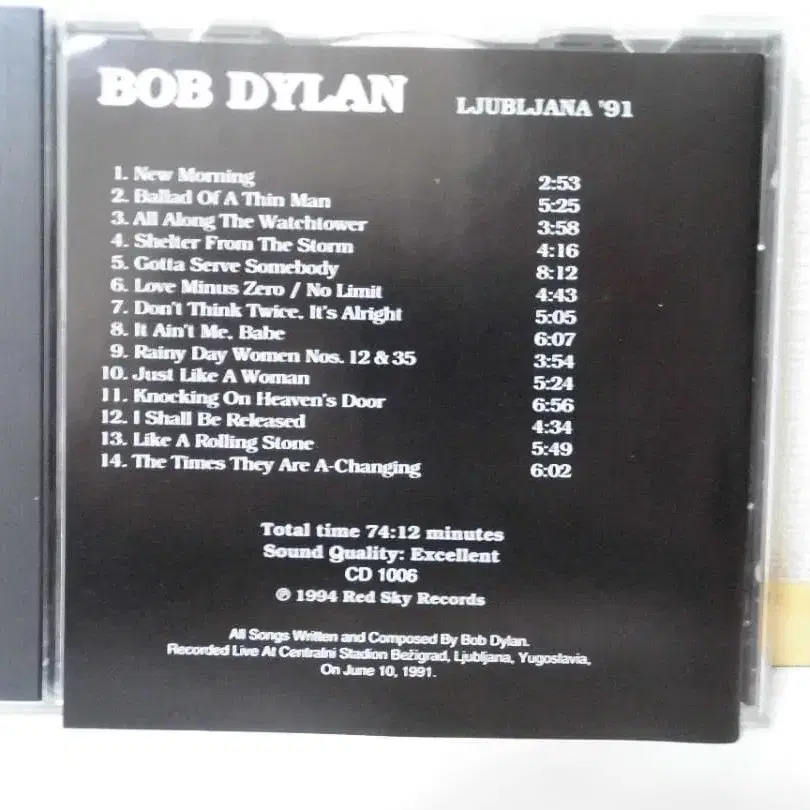 BOB DYLAN LJUBLJANA '91
1. New Morning 2:53
2. Ballad Of A Thin Man 5:25
3. All Along The Watchtower 3:58
4. Shelter From The Storm 4:16
5. Gotta Serve Somebody 8:12
6. Love Minus Zero / No Limit 4:43
7. Don't Think Twice, It's Alright 5:05
8. It Ain't Me, Babe 6:07
9. Rainy Day Women Nos. 12 & 35 3:54
10. Just Like A Woman 5:24
11. Knocking On Heaven's Door 6:56
12. I Shall Be Released 4:34
13. Like A Rolling Stone 5:49
14. The Times They Are A-Changing 6:02
Total time 74:12 minutes
Sound Quality: Excellent
CD 1006
℗ 1994 Red Sky Records
All Songs Written and Composed By Bob Dylan.
Recorded Live At Centralni Stadion Bežigrad, Ljubljana, Yugoslavia,
On June 10, 1991.